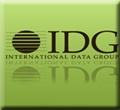 IDG
INTERNATIONAL DATA GROUP